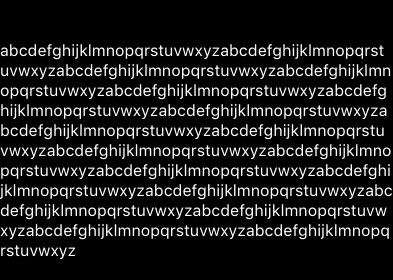 abcdefghijklmnopqrstuvwxyzabcdefghijklmnopqrst
uvwxyzabcdefghijklmnopqrstuvwxyzabcdefghijklmn
opqrstuvwxyzabcdefghijklmnopqrstuvwxyzabcdefg
hijklmnopqrstuvwxyzabcdefghijklmnopqrstuvwxyza
bcdefghijklmnopqrstuvwxyzabcdefghijklmnopqrstu
vwxyzabcdefghijklmnopqrstuvwxyzabcdefghijklmno
pqrstuvwxyzabcdefghijklmnopqrstuvwxyzabcdefghi
jklmnopqrstuvwxyzabcdefghijklmnopqrstuvwxyzabc
defghijklmnopqrstuvwxyzabcdefghijklmnopqrstuvw
xyzabcdefghijklmnopqrstuvwxyzabcdefghijklmnopq
rstuvwxyz